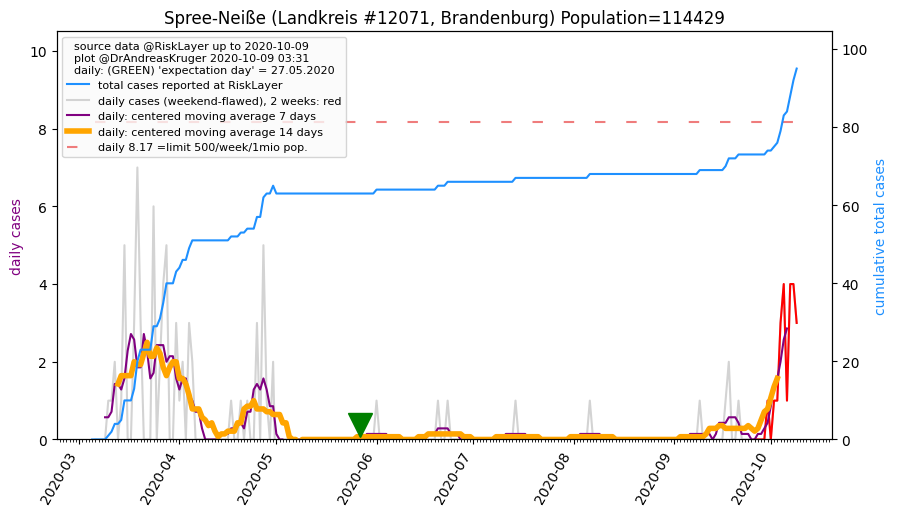 Spree-Neiße (Landkreis #12071, Brandenburg) Population=114429
source data @RiskLayer up to 2020-10-09
plot @DrAndreasKruger 2020-10-09 03:31
daily: (GREEN) 'expectation day' = 27.05.2020
total cases reported at RiskLayer
daily cases (weekend-flawed), 2 weeks: red
daily: centered moving average 7 days
daily: centered moving average 14 days
daily 8.17 =limit 500/week/1mio pop.
daily cases
10
8
6
4
2
0
cumulative total cases
100
80
60
40
20
0
2020-03
2020-04
2020-05
2020-06
2020-07
2020-08
2020-09
2020-10